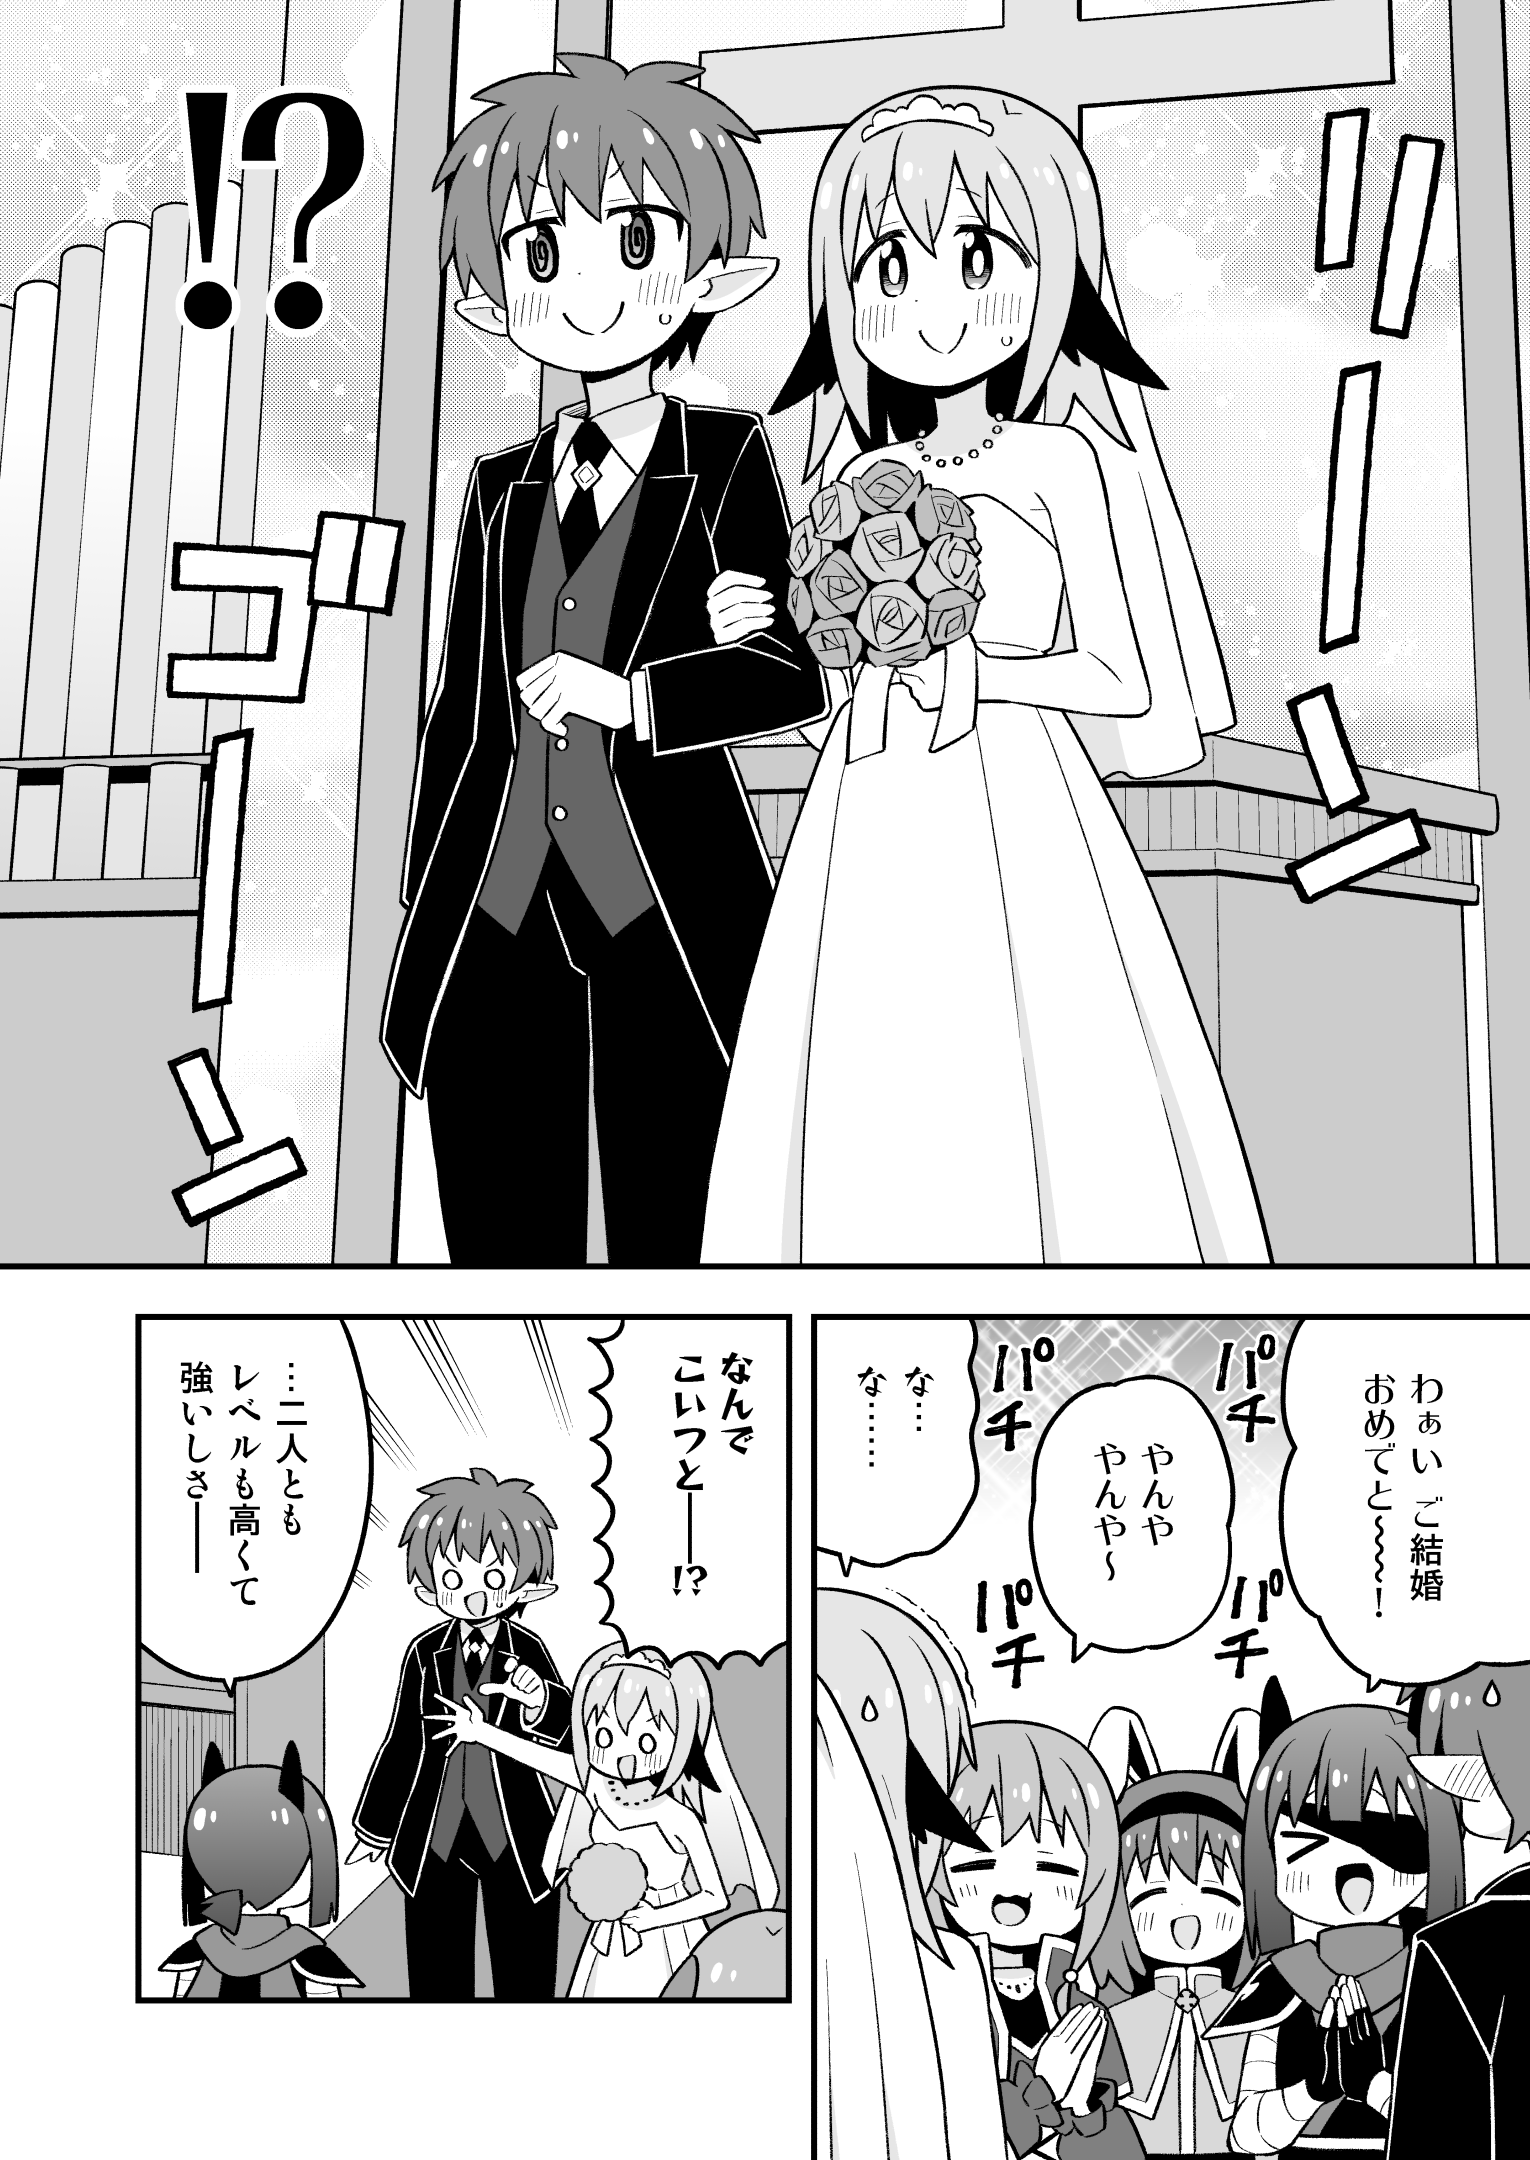 リーン
ゴーン
!?
わぁい ご結婚
おめでと〜〜〜!
パチ
パチ
やんや
やんや〜
パチ
パチ
な…
な………
なんで
こいつと──!?
…二人とも
レベルも高くて
強いしさ──